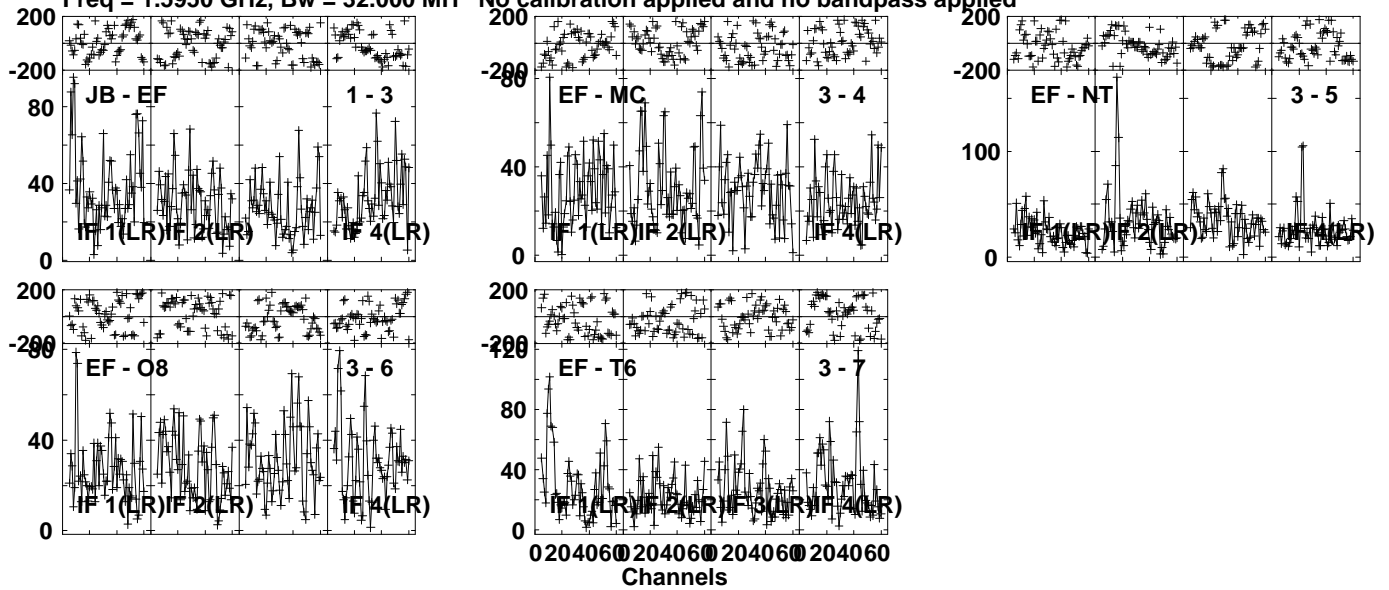 Freq = 1.5950 GHz, Bw = 32.000 MH No calibration applied and no bandpass applied
200 200 200
-200 -200 -200
JB - EF 1 - 3 EF - MC 3 - 4 EF - NT 3 - 5
80 80 100
40 40
IF 1(LR) IF 2(LR) IF 4(LR) IF 1(LR) IF 2(LR) IF 4(LR) IF 1(LR) IF 2(LR) IF 4(LR)
0 0 0
200 200
-200 -200
80 120
EF - O8 3 - 6 EF - T6 3 - 7
80
40 40
IF 1(LR) IF 2(LR) IF 4(LR) IF 1(LR) IF 2(LR) IF 3(LR) IF 4(LR)
0 0
0 20 40 60 0 20 40 60 0 20 40 60 0 20 40 60
Channels